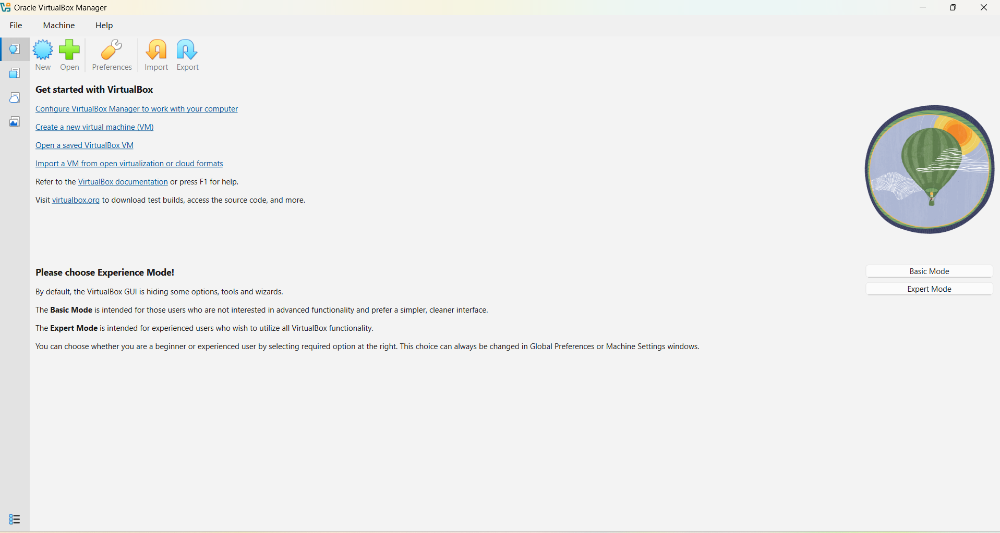 Oracle VirtualBox Manager
File Machine Help
New Open Preferences Import Export
Get started with VirtualBox
Configure VirtualBox Manager to work with your computer
Create a new virtual machine (VM)
Open a saved VirtualBox VM
Import a VM from open virtualization or cloud formats
Refer to the VirtualBox documentation or press F1 for help.
Visit virtualbox.org to download test builds, access the source code, and more.
Please choose Experience Mode!
By default, the VirtualBox GUI is hiding some options, tools and wizards.
The Basic Mode is intended for those users who are not interested in advanced functionality and prefer a simpler, cleaner interface.
The Expert Mode is intended for experienced users who wish to utilize all VirtualBox functionality.
You can choose whether you are a beginner or experienced user by selecting required option at the right. This choice can always be changed in Global Preferences or Machine Settings windows.
Basic Mode
Expert Mode